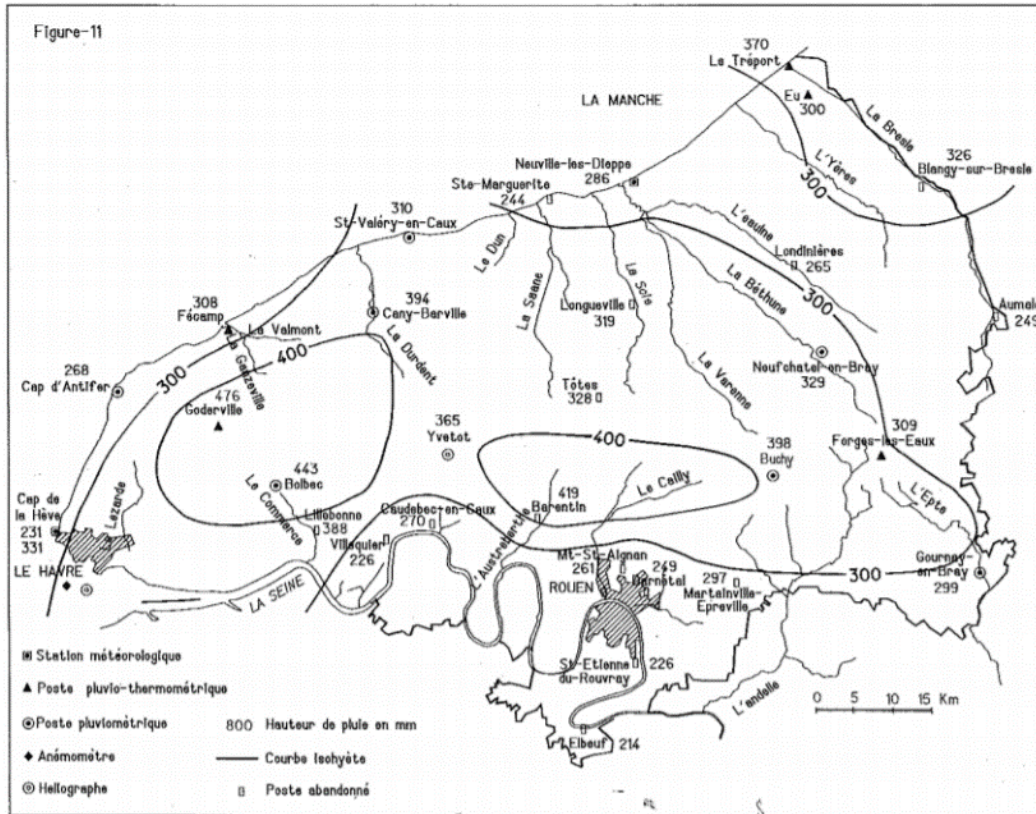 Figure-11
370
Le Tréport
Eu
300
LA MANCHE
La Bresle
L'Yères
326
Blangy-sur-Bresle
300
Neuville-les-Dieppe
286
Ste-Marguerite
244
310
St-Valéry-en-Caux
Le Dun
L'eaulne
Londinières
265
La Béthune
300
La Saane
La Scie
Longueville
319
Aumale
249
394
Cany-Barville
La Durdent
308
Fécamp
La Valmont
La Ganzeville
400
300
268
Cap d'Antifer
476
Goderville
Neufchatel-en-Bray
329
La Varenne
Tôtes
328
309
Forges-les-Eaux
365
Yvetot
400
398
Buchy
443
Bolbec
Le Commerce
Le Cailly
L'Epte
Cap de
la Hève
231
331
Lezarde
Lillebonne
388
Caudebec-en-Caux
270
419
Barentin
L'Austreberthe
Villequier
226
LE HAVRE
LA SEINE
Mt-St-Aignan
261
249
Darnétal
ROUEN
297
Martainville-
Epreville
300
Gournay-
en-Bray
299
St-Etienne
du-Rouvray
226
L'andelle
Elbeuf
214
0 5 10 15 Km
Station météorologique
Poste pluvio-thermométrique
Poste pluviométrique
Anémomètre
Héliographe
800 Hauteur de pluie en mm
Courbe Isohyète
Poste abandonné